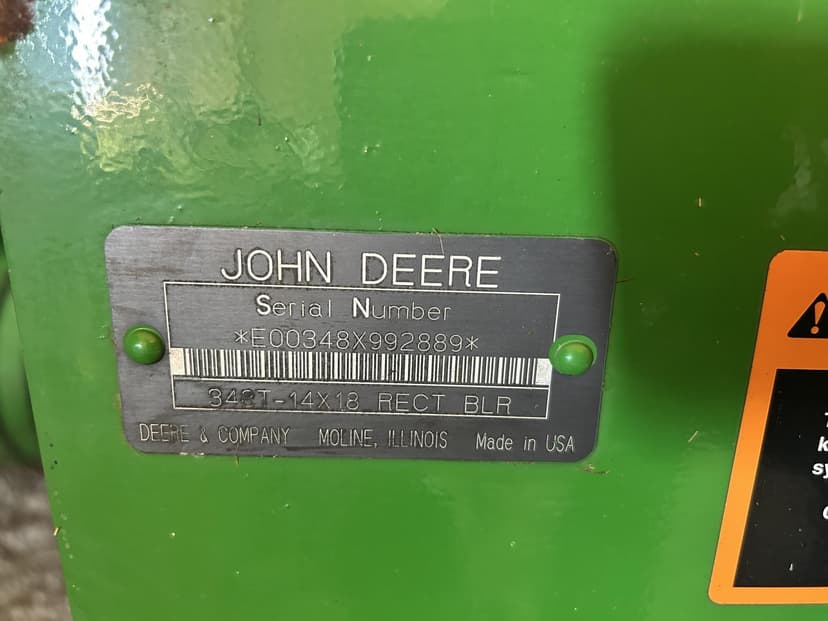 JOHN DEERE
Serial Number
*E00348X992889*
348T-14X18 RECT BLR
DEERE & COMPANY MOLINE, ILLINOIS Made in USA